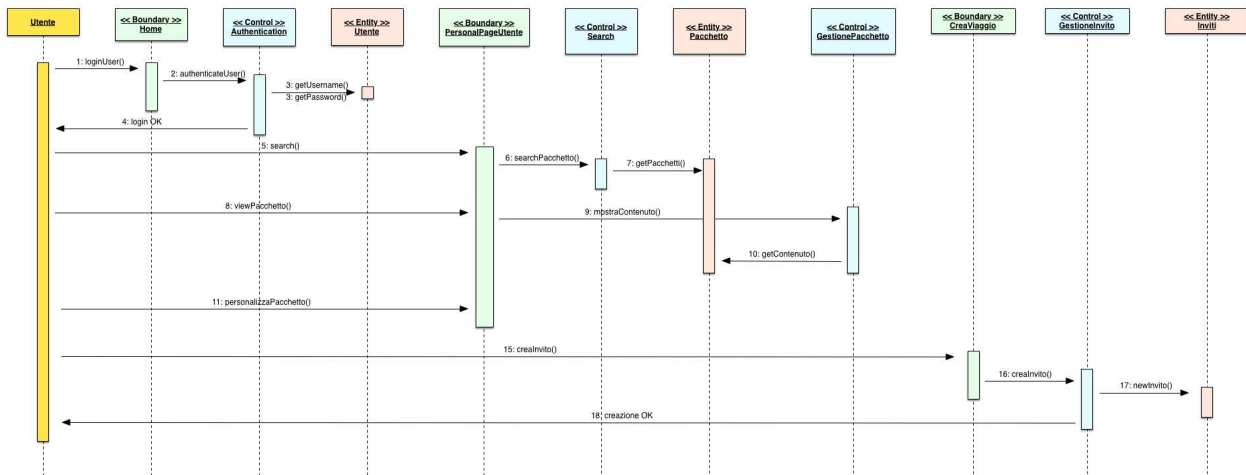 Utente
<< Boundary >>
Home
<< Control >>
Authentication
<< Entity >>
Utente
<< Boundary >>
PersonalPageUtente
<< Control >>
Search
<< Entity >>
Pacchetto
<< Control >>
GestionePacchetto
<< Boundary >>
CreaViaggio
<< Control >>
GestioneInvito
<< Entity >>
Inviti
1: loginUser()
2: authenticateUser()
3: getUsername()
3: getPassword()
4: login OK
5: search()
6: searchPacchetto()
7: getPacchetti()
8: viewPacchetto()
9: mostraContenuto()
10: getContenuto()
11: personalizzaPacchetto()
15: creaInvito()
16: creaInvito()
17: newInvito()
18: creazione OK